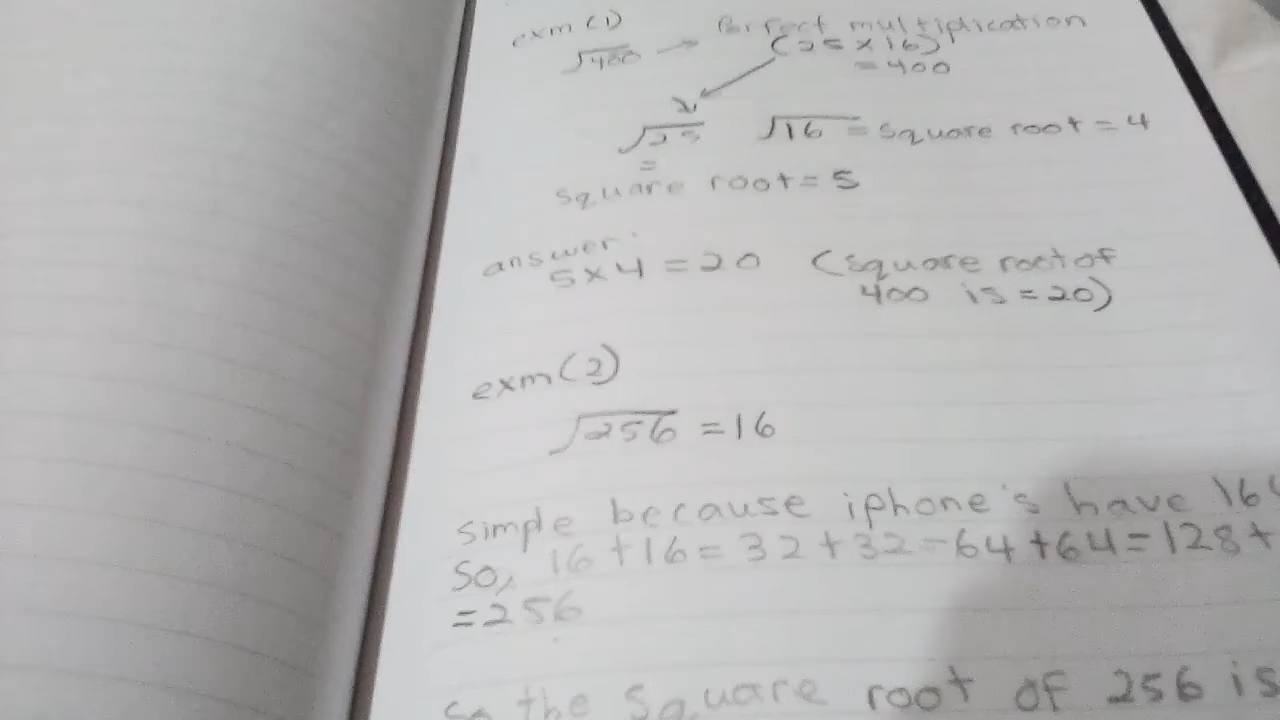 exm (1)
√400 → Perfect multiplication
(25 x 16)
= 400
√25 √16 = square root = 4
=
square root = 5
answer:
5 x 4 = 20 (square root of
400 is = 20)
exm (2)
√256 = 16
simple because iphone's have 16
So, 16 + 16 = 32 + 32 = 64 + 64 = 128 +
= 256
So the square root of 256 is